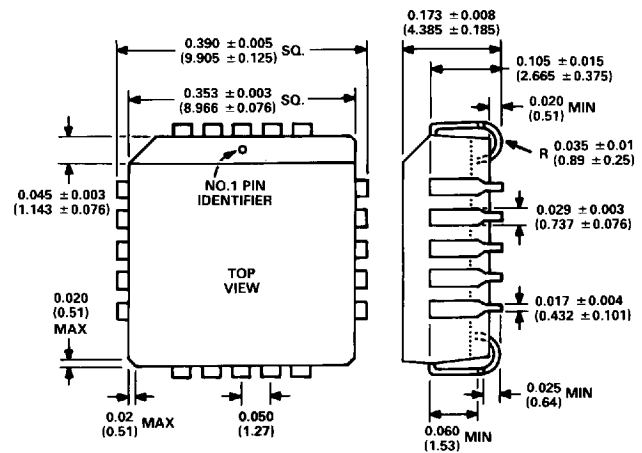 0.173 ±0.008
(4.385 ±0.185)
0.390 ±0.005
(9.905 ±0.125) SQ.
0.105 ±0.015
(2.665 ±0.375)
0.353 ±0.003
(8.966 ±0.076) SQ.
0.020
(0.51) MIN
R 0.035 ±0.01
(0.89 ±0.25)
0.045 ±0.003
(1.143 ±0.076)
NO.1 PIN
IDENTIFIER
0.029 ±0.003
(0.737 ±0.076)
TOP
VIEW
0.020
(0.51)
MAX
0.017 ±0.004
(0.432 ±0.101)
0.02
(0.51) MAX
0.050
(1.27)
0.025
(0.64) MIN
0.060
(1.53) MIN